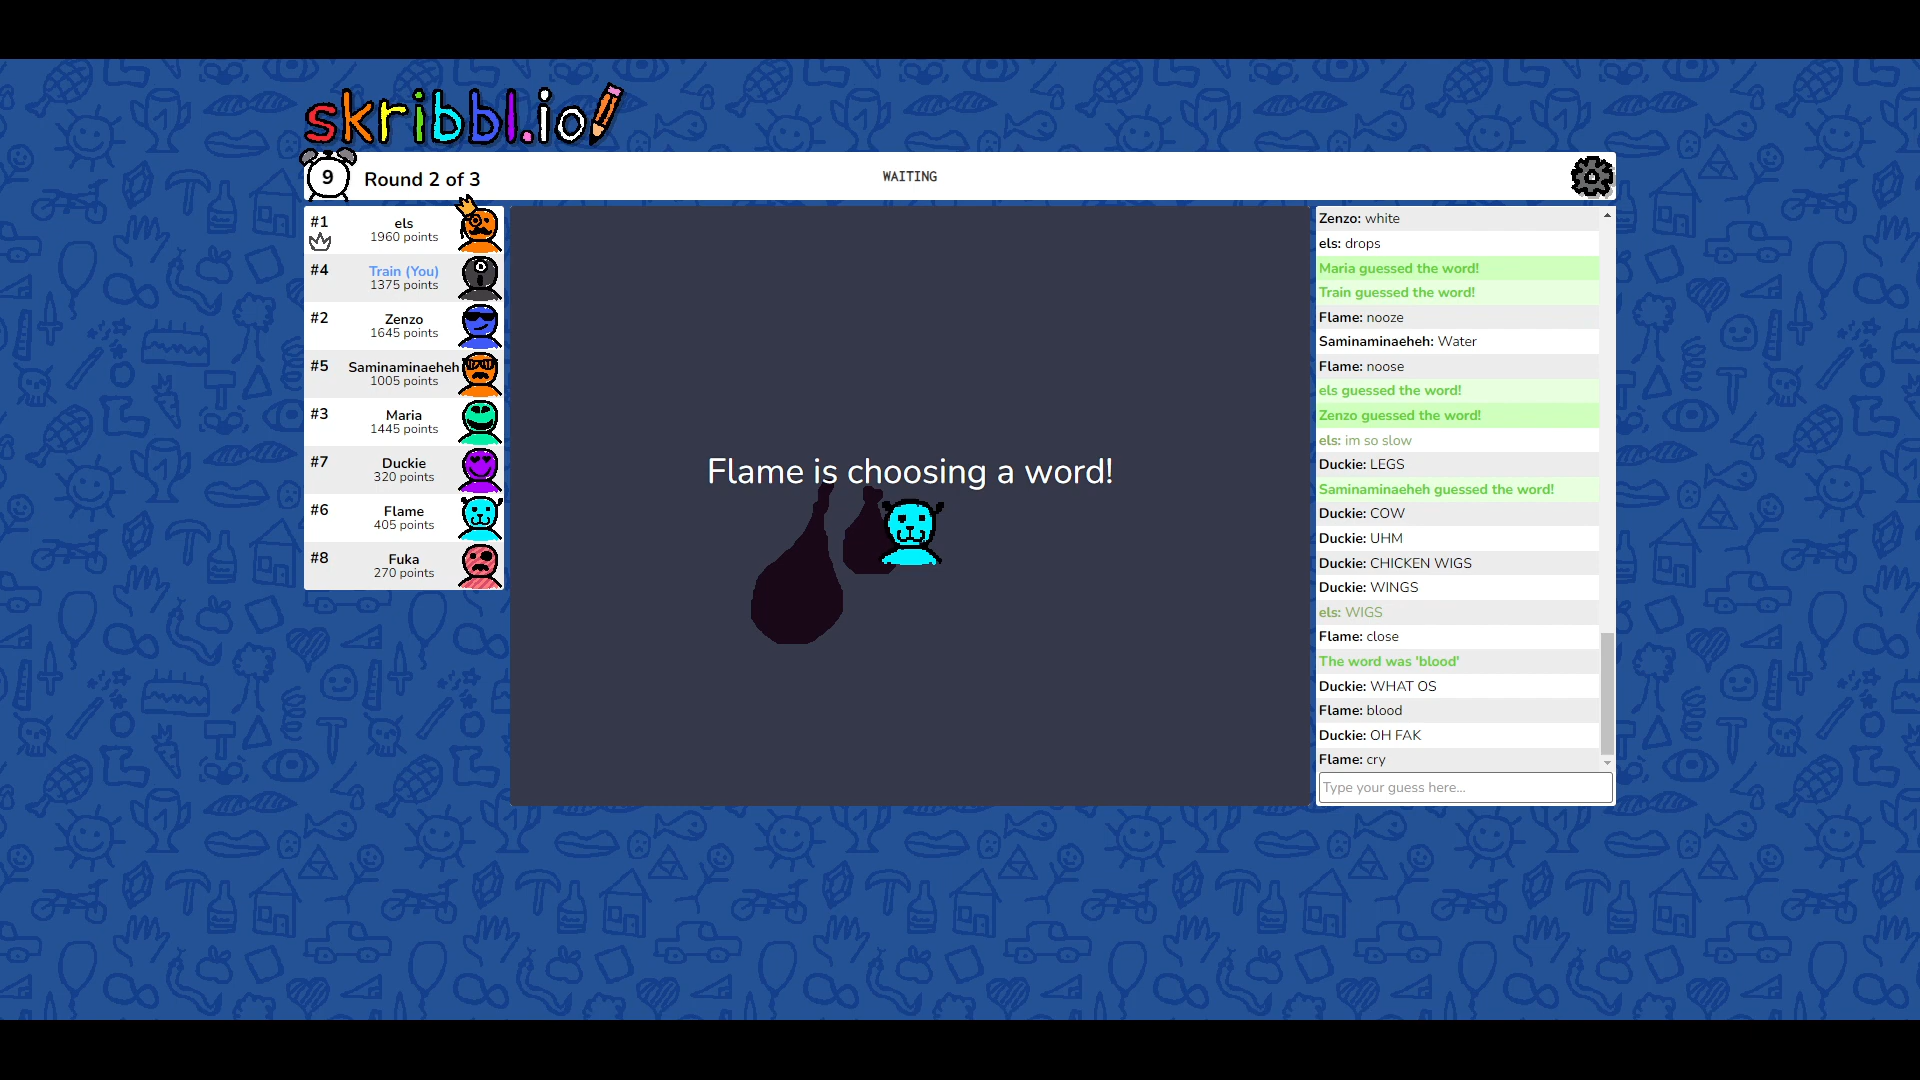 skribbl.io
9
Round 2 of 3
WAITING
#1
els
1960 points
#4
Train (You)
1375 points
#2
Zenzo
1645 points
#5
Saminaminaeheh
1005 points
#3
Maria
1445 points
#7
Duckie
320 points
#6
Flame
405 points
#8
Fuka
270 points
Flame is choosing a word!
Zenzo: white
els: drops
Maria guessed the word!
Train guessed the word!
Flame: nooze
Saminaminaeheh: Water
Flame: noose
els guessed the word!
Zenzo guessed the word!
els: im so slow
Duckie: LEGS
Saminaminaeheh guessed the word!
Duckie: COW
Duckie: UHM
Duckie: CHICKEN WIGS
Duckie: WINGS
els: WIGS
Flame: close
The word was 'blood'
Duckie: WHAT OS
Flame: blood
Duckie: OH FAK
Flame: cry
Type your guess here...